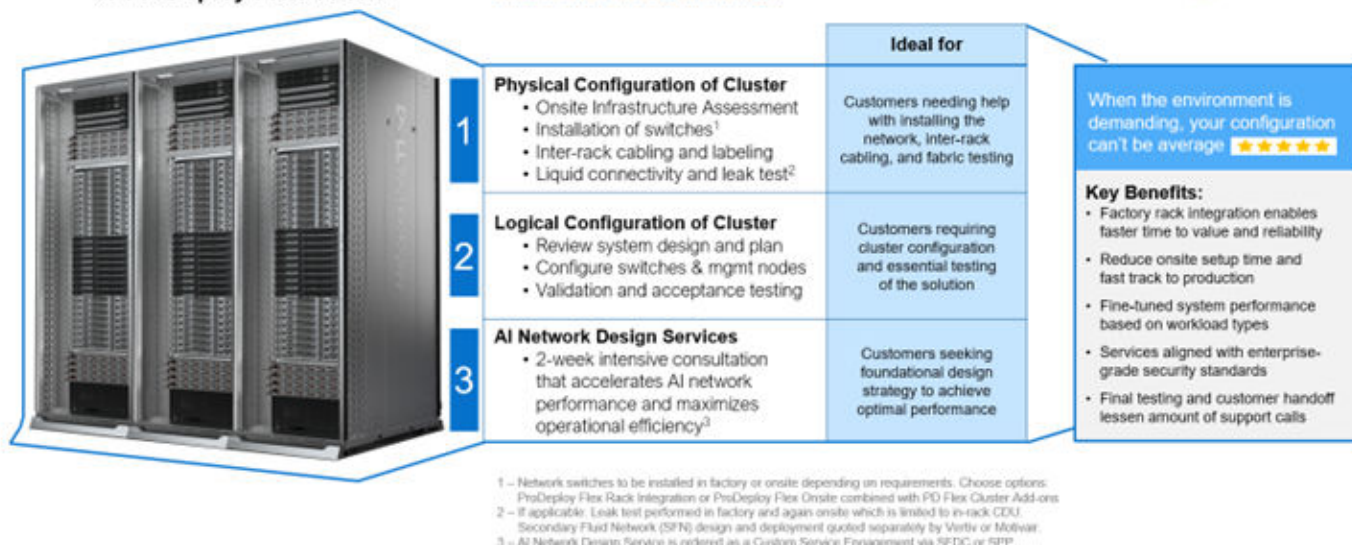 Ideal for
1
Physical Configuration of Cluster
• Onsite Infrastructure Assessment
• Installation of switches1
• Inter-rack cabling and labeling
• Liquid connectivity and leak test2
Customers needing help
with installing the
network, inter-rack
cabling, and fabric testing
2
Logical Configuration of Cluster
• Review system design and plan
• Configure switches & mgmt nodes
• Validation and acceptance testing
Customers requiring
cluster configuration
and essential testing
of the solution
3
AI Network Design Services
• 2-week intensive consultation
that accelerates AI network
performance and maximizes
operational efficiency3
Customers seeking
foundational design
strategy to achieve
optimal performance
When the environment is
demanding, your configuration
can't be average
Key Benefits:
• Factory rack integration enables
faster time to value and reliability
• Reduce onsite setup time and
fast track to production
• Fine-tuned system performance
based on workload types
• Services aligned with enterprise-
grade security standards
• Final testing and customer handoff
lessen amount of support calls
1 – Network switches to be installed in factory or onsite depending on requirements. Choose options:
ProDeploy Flex Rack Integration or ProDeploy Flex Onsite combined with PD Flex Cluster Add-ons
2 – If applicable: Leak test performed in factory and again onsite which is limited to in-rack CDU.
Secondary Fluid Network (SFN) design and deployment quoted separately by Vertiv or Motivair.
3 – AI Network Design Service is ordered as a Custom Service Engagement via SFDC or SPP